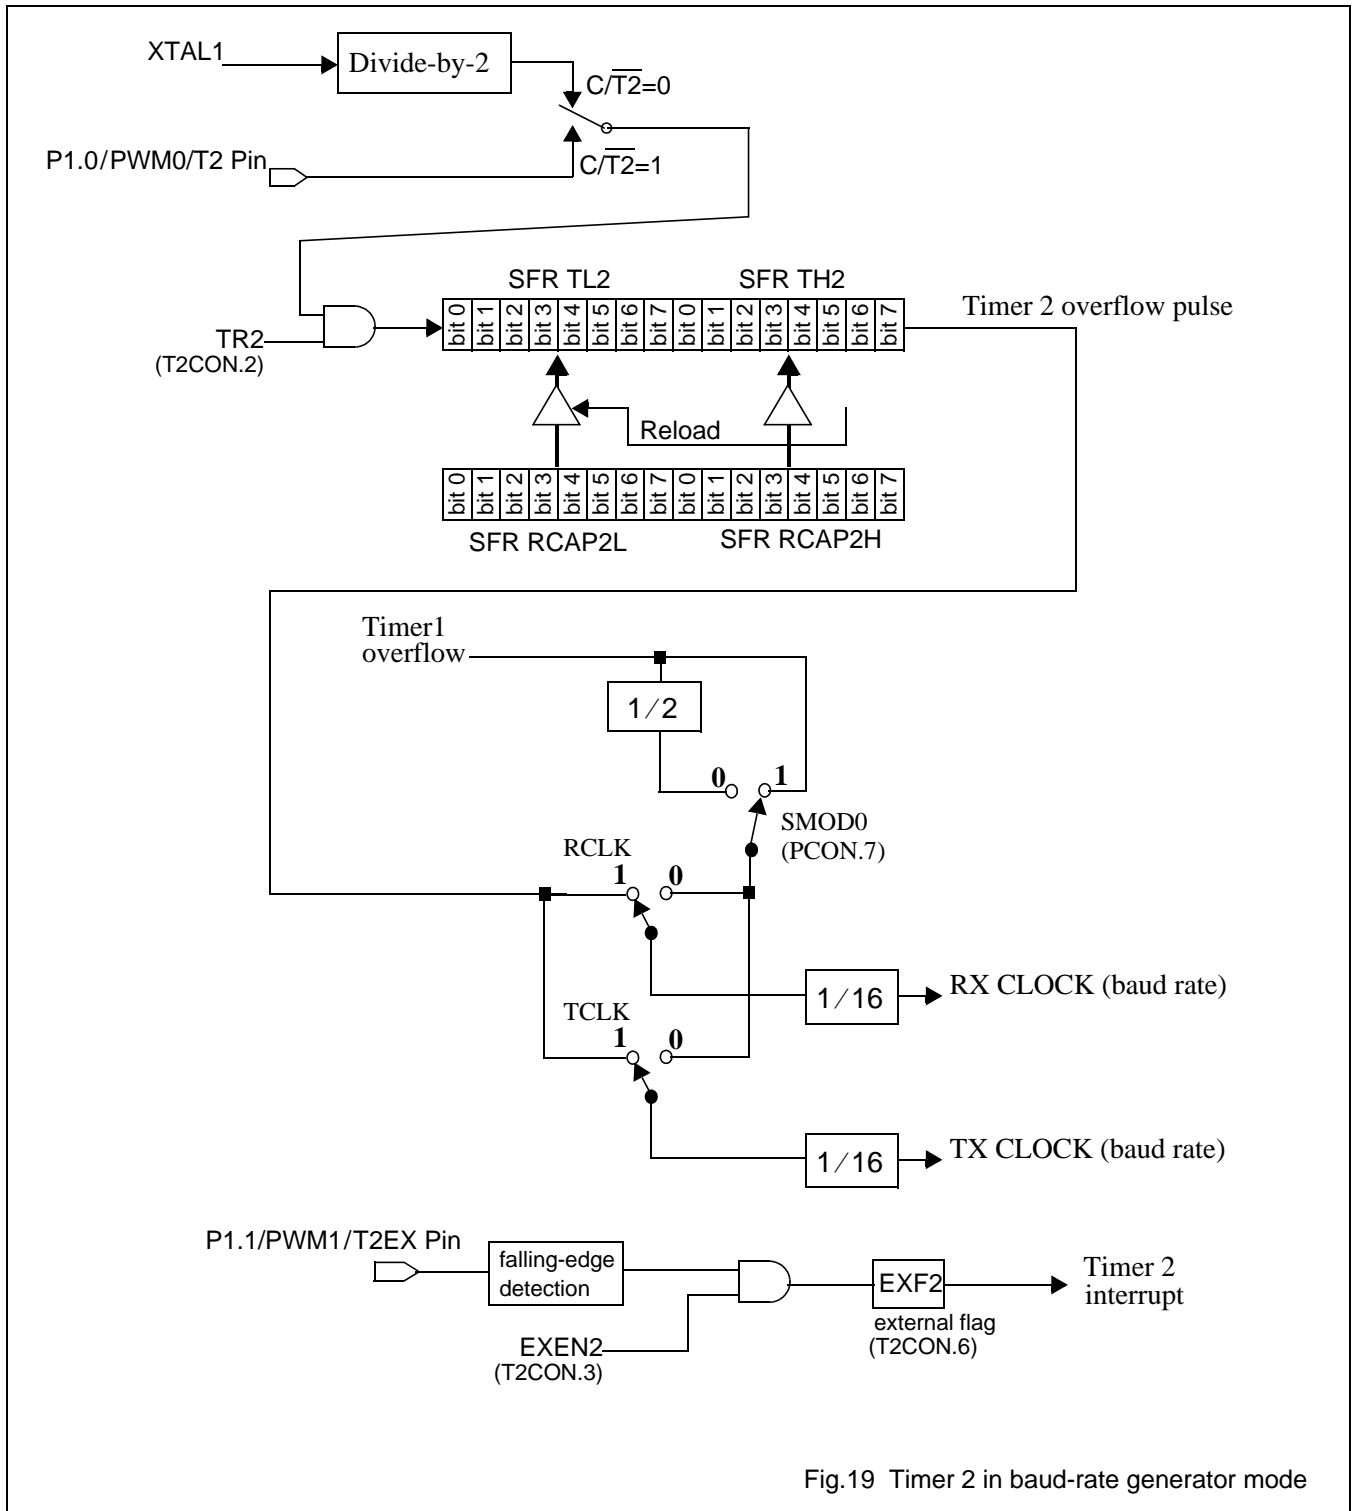 XTAL1
Divide-by-2
C/T2=0
P1.0/PWM0/T2 Pin
C/T2=1
SFR TL2
SFR TH2
Timer 2 overflow pulse
bit 0 bit 1 bit 2 bit 3 bit 4 bit 5 bit 6 bit 7 bit 0 bit 1 bit 2 bit 3 bit 4 bit 5 bit 6 bit 7
TR2
(T2CON.2)
Reload
bit 0 bit 1 bit 2 bit 3 bit 4 bit 5 bit 6 bit 7 bit 0 bit 1 bit 2 bit 3 bit 4 bit 5 bit 6 bit 7
SFR RCAP2L
SFR RCAP2H
Timer1
overflow
1/2
0 1
SMOD0
(PCON.7)
RCLK
1 0
1/16
RX CLOCK (baud rate)
TCLK
1 0
1/16
TX CLOCK (baud rate)
P1.1/PWM1/T2EX Pin
falling-edge
detection
EXF2
Timer 2
interrupt
external flag
(T2CON.6)
EXEN2
(T2CON.3)
Fig.19 Timer 2 in baud-rate generator mode